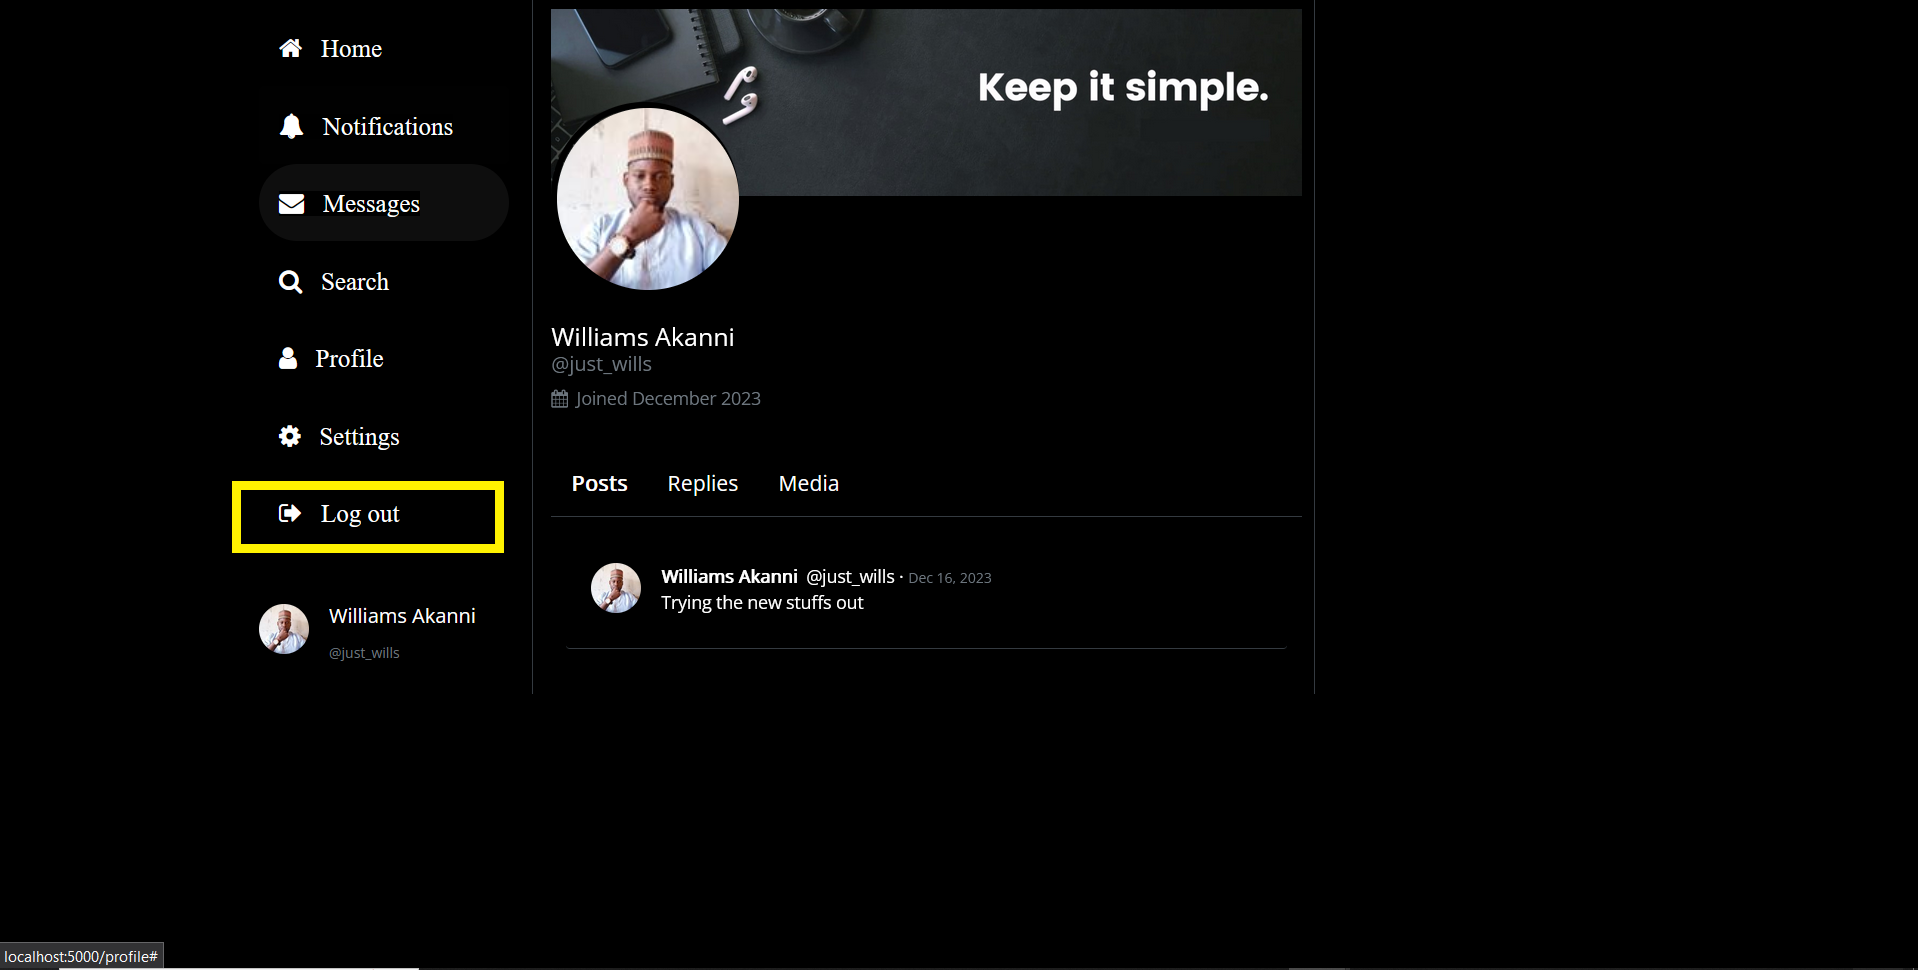 Home
Notifications
Messages
Search
Profile
Settings
Log out
Williams Akanni
@just_wills
Keep it simple.
Williams Akanni
@just_wills
Joined December 2023
Posts Replies Media
Williams Akanni @just_wills · Dec 16, 2023
Trying the new stuffs out
localhost:5000/profile#